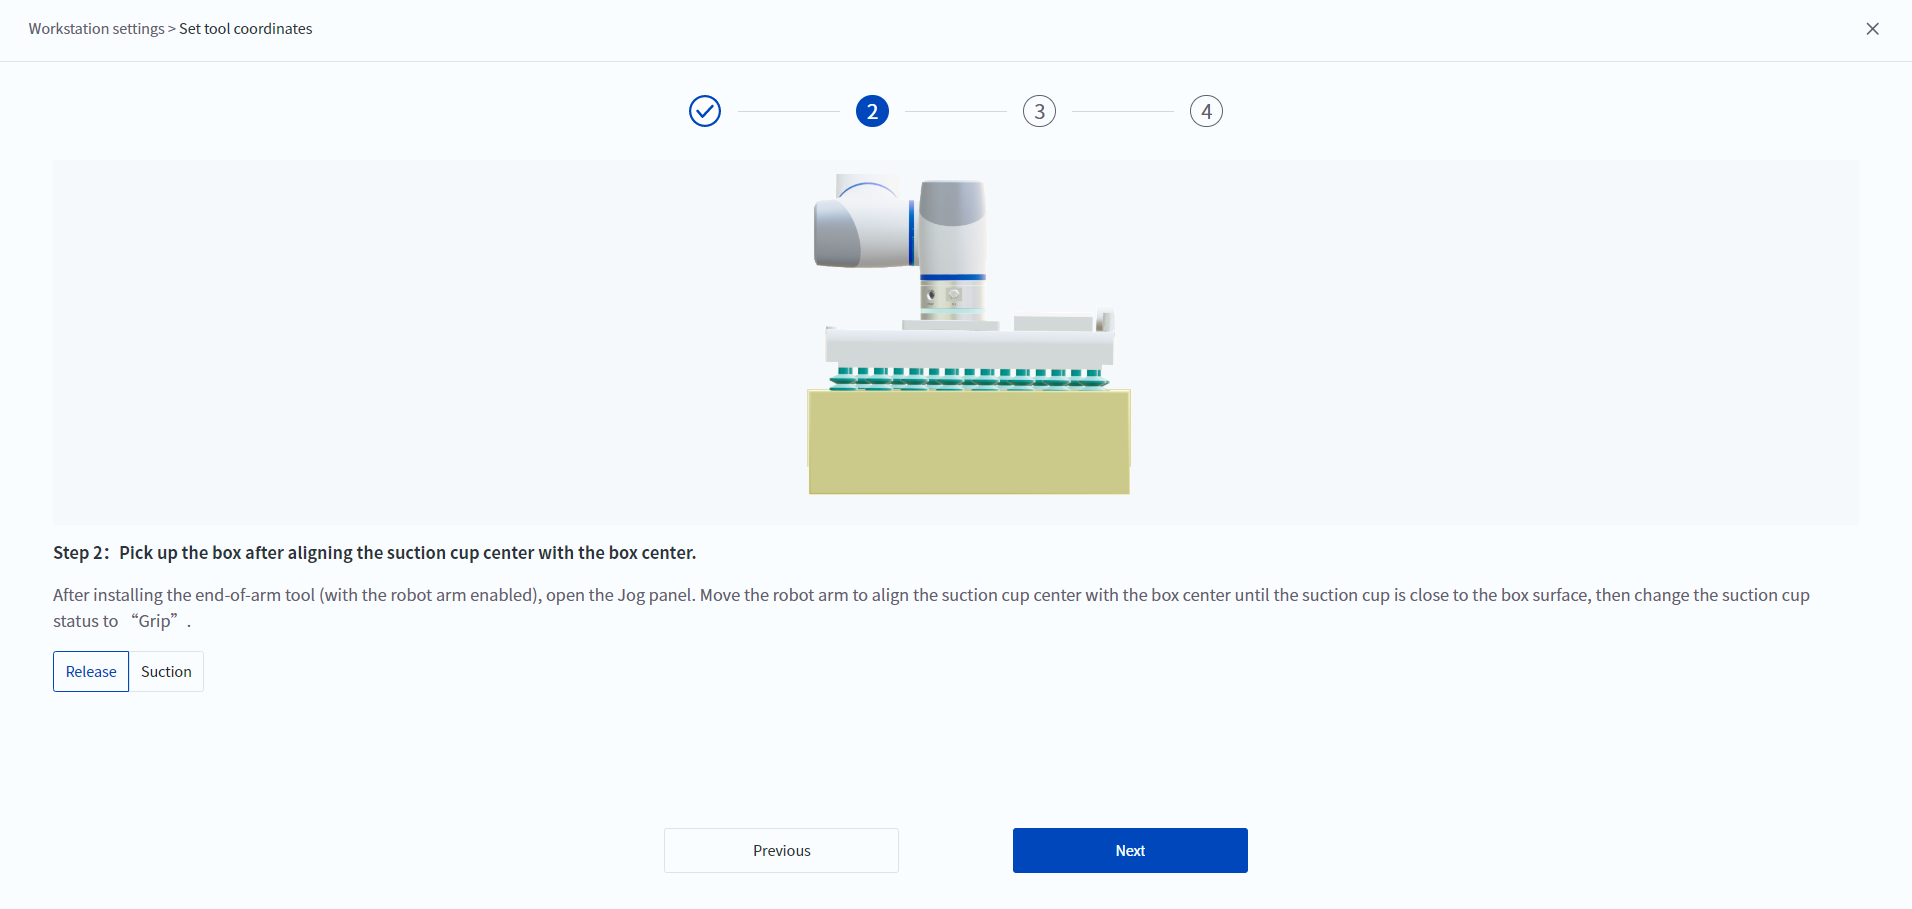 Workstation settings > Set tool coordinates
2
3
4
Step 2：Pick up the box after aligning the suction cup center with the box center.
After installing the end-of-arm tool (with the robot arm enabled), open the Jog panel. Move the robot arm to align the suction cup center with the box center until the suction cup is close to the box surface, then change the suction cup
status to “Grip”.
Release
Suction
Previous
Next